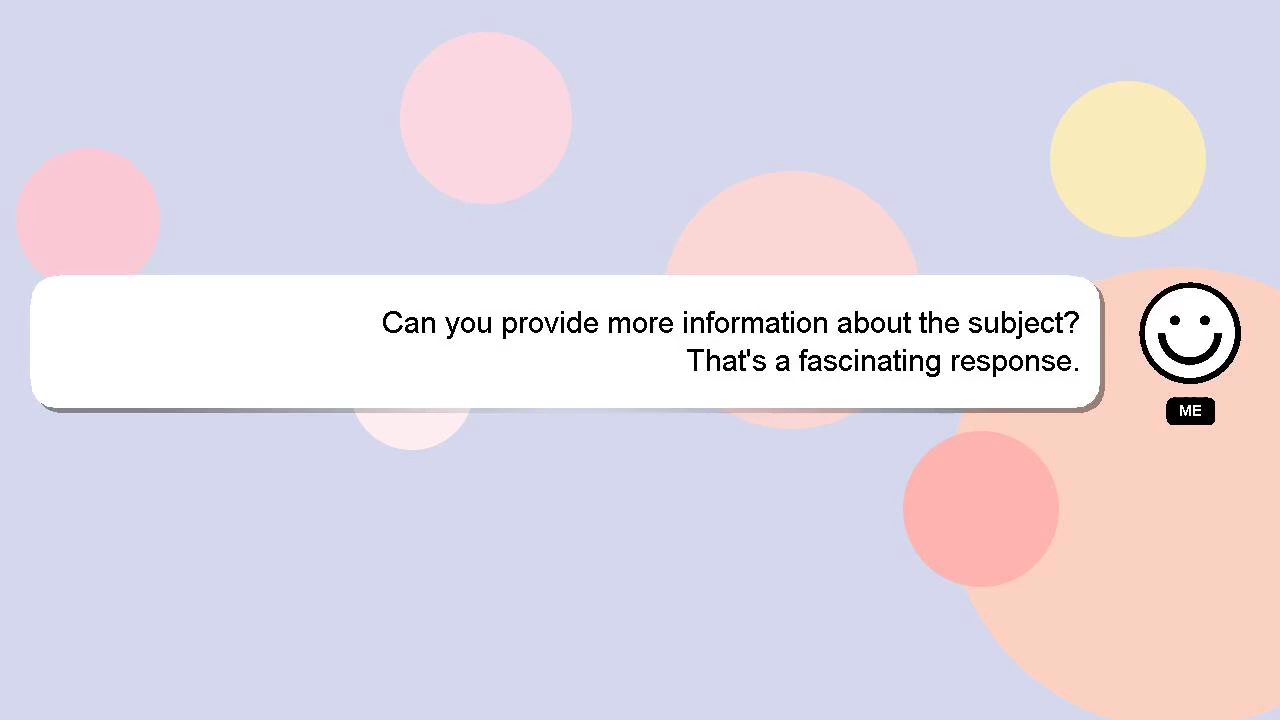 Can you provide more information about the subject?
That's a fascinating response.
ME